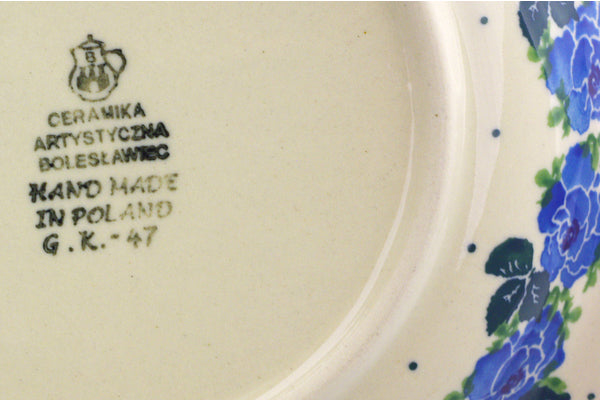 CERAMIKA
ARTYSTYCZNA
BOLESŁAWIEC
HAND MADE
IN POLAND
G.K.-47